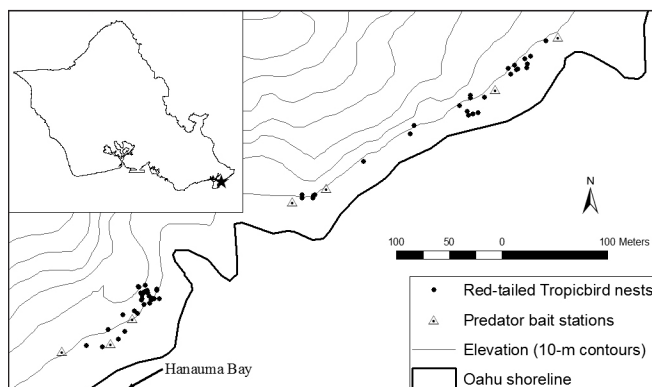 N
100 50 0 100 Meters
Red-tailed Tropicbird nests
Predator bait stations
Elevation (10-m contours)
Oahu shoreline
Hanauma Bay